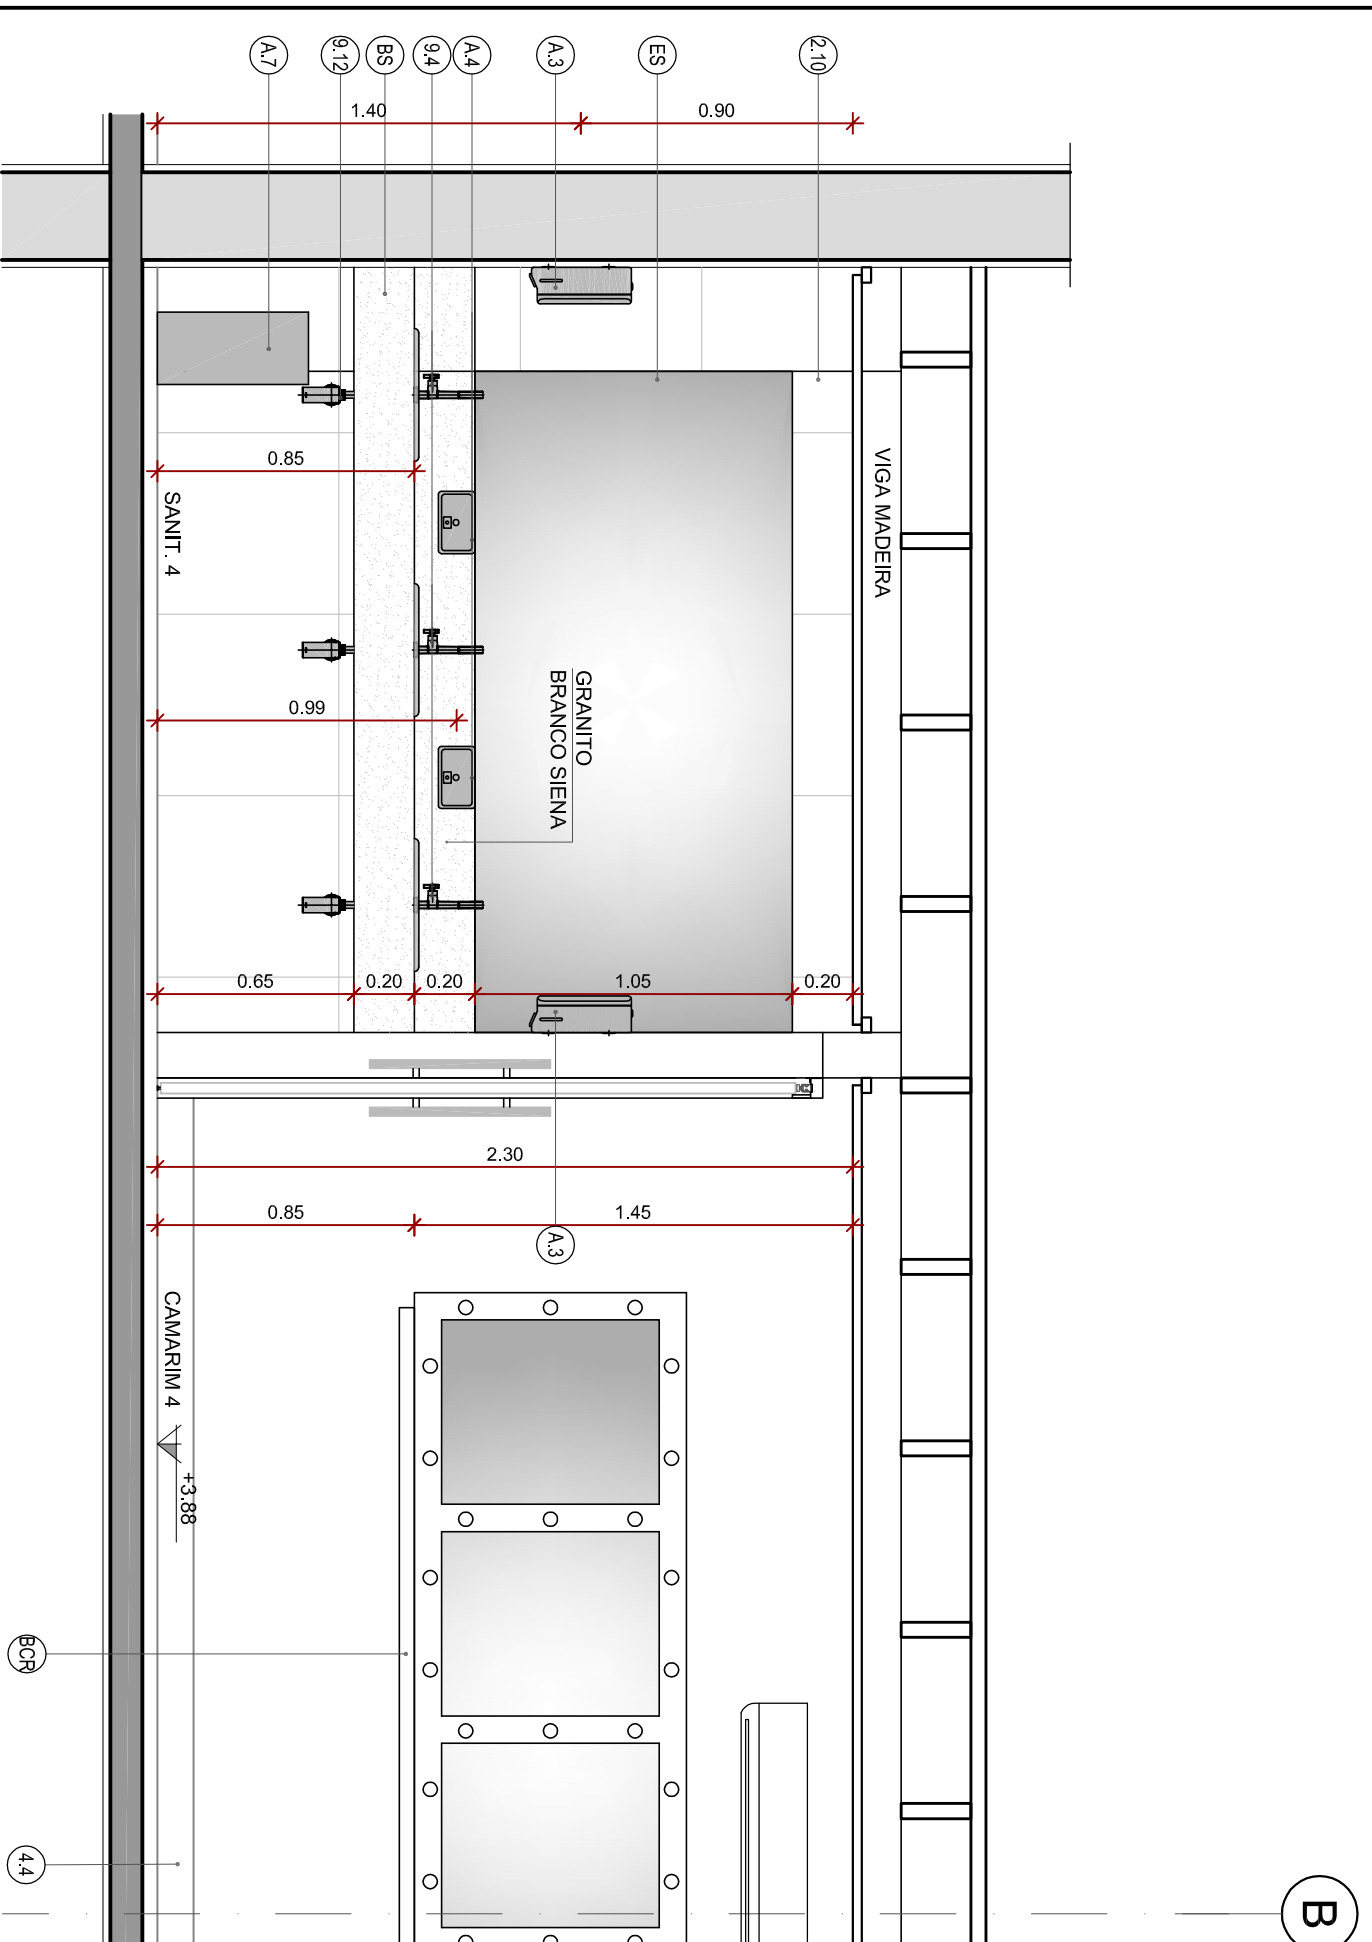 A.7
9.12
BS
9.4
A.4
A.3
ES
2.10
1.40
0.90
VIGA MADEIRA
0.85
SANIT. 4
0.99
GRANITO
BRANCO SIENA
0.65
0.20
0.20
1.05
0.20
2.30
0.85
1.45
A.3
CAMARIM 4
+3.88
BCR
4.4
B